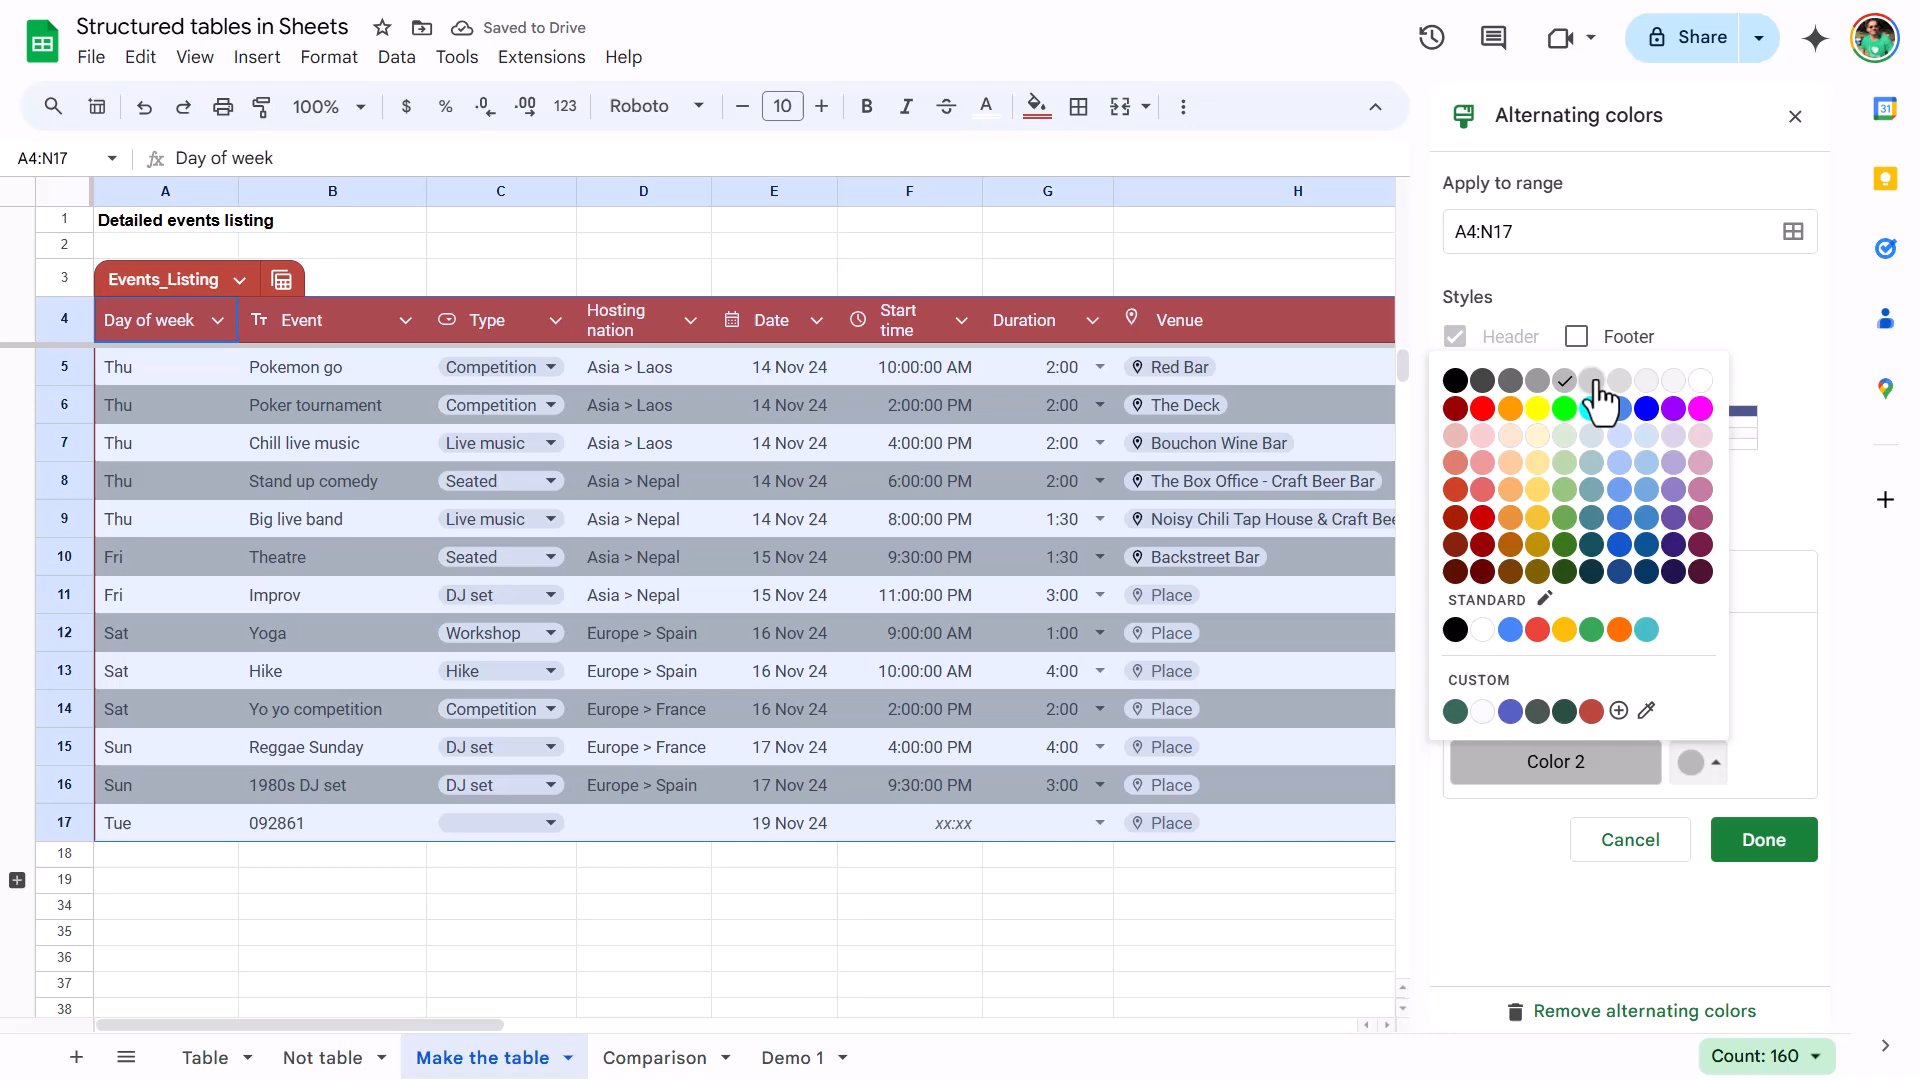 Structured tables in Sheets
Saved to Drive
File Edit View Insert Format Data Tools Extensions Help
Share
100% $ % .0 .00 123 Roboto 10 B I A
Alternating colors
A4:N17 fx Day of week
Apply to range
A4:N17
Styles
Header Footer
A B C D E F G H
1 Detailed events listing
2
3 Events_Listing
4 Day of week Tт Event Type Hosting nation Date Start time Duration Venue
5 Thu Pokemon go Competition Asia > Laos 14 Nov 24 10:00:00 AM 2:00 Red Bar
6 Thu Poker tournament Competition Asia > Laos 14 Nov 24 2:00:00 PM 2:00 The Deck
7 Thu Chill live music Live music Asia > Laos 14 Nov 24 4:00:00 PM 2:00 Bouchon Wine Bar
8 Thu Stand up comedy Seated Asia > Nepal 14 Nov 24 6:00:00 PM 2:00 The Box Office - Craft Beer Bar
9 Thu Big live band Live music Asia > Nepal 14 Nov 24 8:00:00 PM 1:30 Noisy Chili Tap House & Craft Bee
10 Fri Theatre Seated Asia > Nepal 15 Nov 24 9:30:00 PM 1:30 Backstreet Bar
11 Fri Improv DJ set Asia > Nepal 15 Nov 24 11:00:00 PM 3:00 Place
12 Sat Yoga Workshop Europe > Spain 16 Nov 24 9:00:00 AM 1:00 Place
13 Sat Hike Hike Europe > Spain 16 Nov 24 10:00:00 AM 4:00 Place
14 Sat Yo yo competition Competition Europe > France 16 Nov 24 2:00:00 PM 2:00 Place
15 Sun Reggae Sunday DJ set Europe > France 17 Nov 24 4:00:00 PM 4:00 Place
16 Sun 1980s DJ set DJ set Europe > Spain 17 Nov 24 9:30:00 PM 3:00 Place
17 Tue 092861 19 Nov 24 xx:xx Place
18
19
34
35
36
37
38
STANDARD
CUSTOM
Color 2
Cancel Done
Remove alternating colors
31
Table Not table Make the table Comparison Demo 1
Count: 160